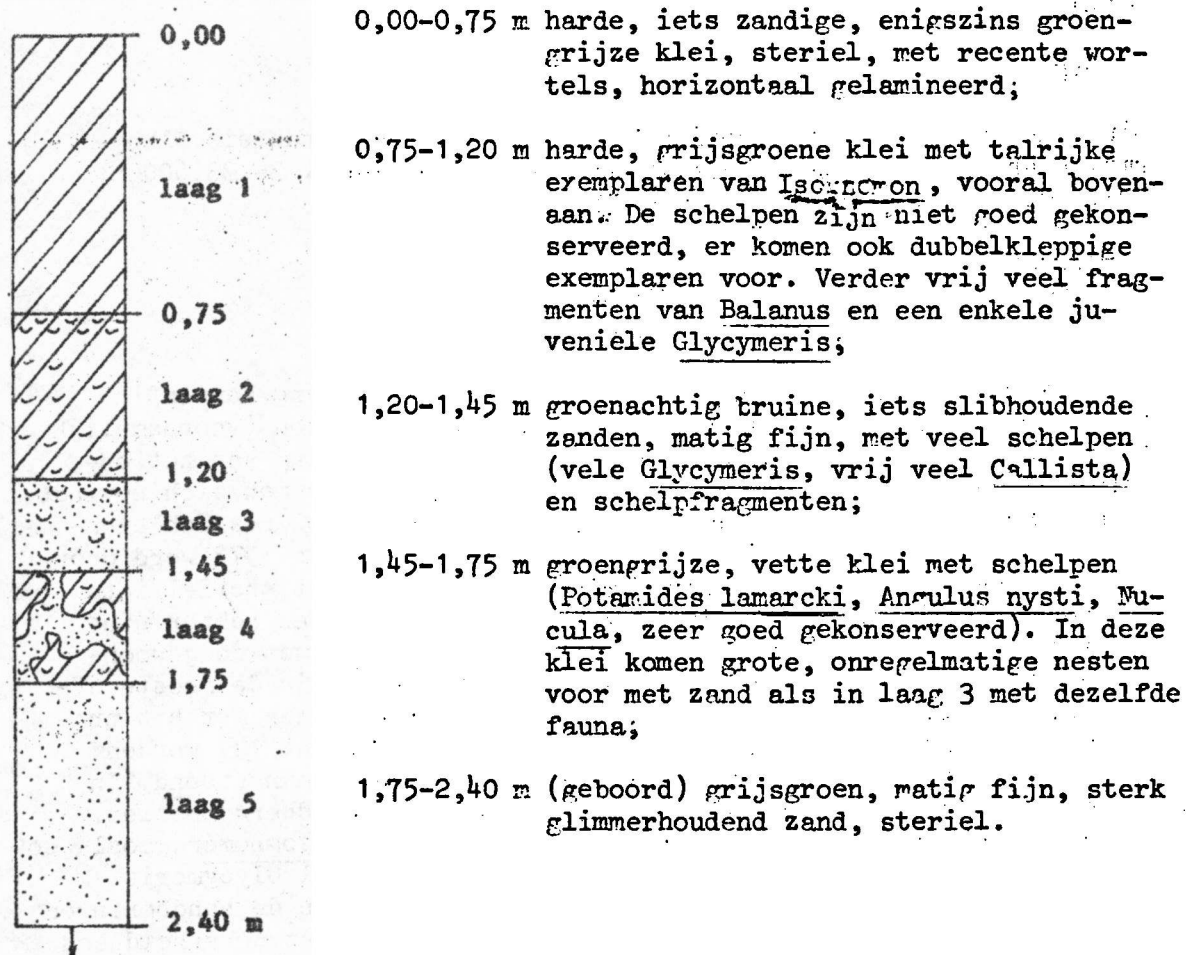 0,00
laag 1
0,75
laag 2
1,20
laag 3
1,45
laag 4
1,75
laag 5
2,40 m
0,00-0,75 m harde, iets zandige, enigszins groen-
grijze klei, steriel, met recente wor-
tels, horizontaal gelamineerd;
0,75-1,20 m harde, grijsgroene klei met talrijke
exemplaren van , vooral boven-
aan. De schelpen zijn niet goed gekon-
serveerd, er komen ook dubbelkleppige
exemplaren voor. Verder vrij veel frag-
menten van Balanus en een enkele ju-
veniele Glycymeris;
1,20-1,45 m groenachtig bruine, iets slibhoudende
zanden, matig fijn, met veel schelpen
(vele Glycymeris, vrij veel Callista)
en schelpfragmenten;
1,45-1,75 m groengrijze, vette klei met schelpen
(Potamides lamarcki, Angulus nysti, Nu-
cula, zeer goed gekonserveerd). In deze
klei komen grote, onregelmatige nesten
voor met zand als in laag 3 met dezelfde
fauna;
1,75-2,40 m (geboord) grijsgroen, matig fijn, sterk
glimmerhoudend zand, steriel.